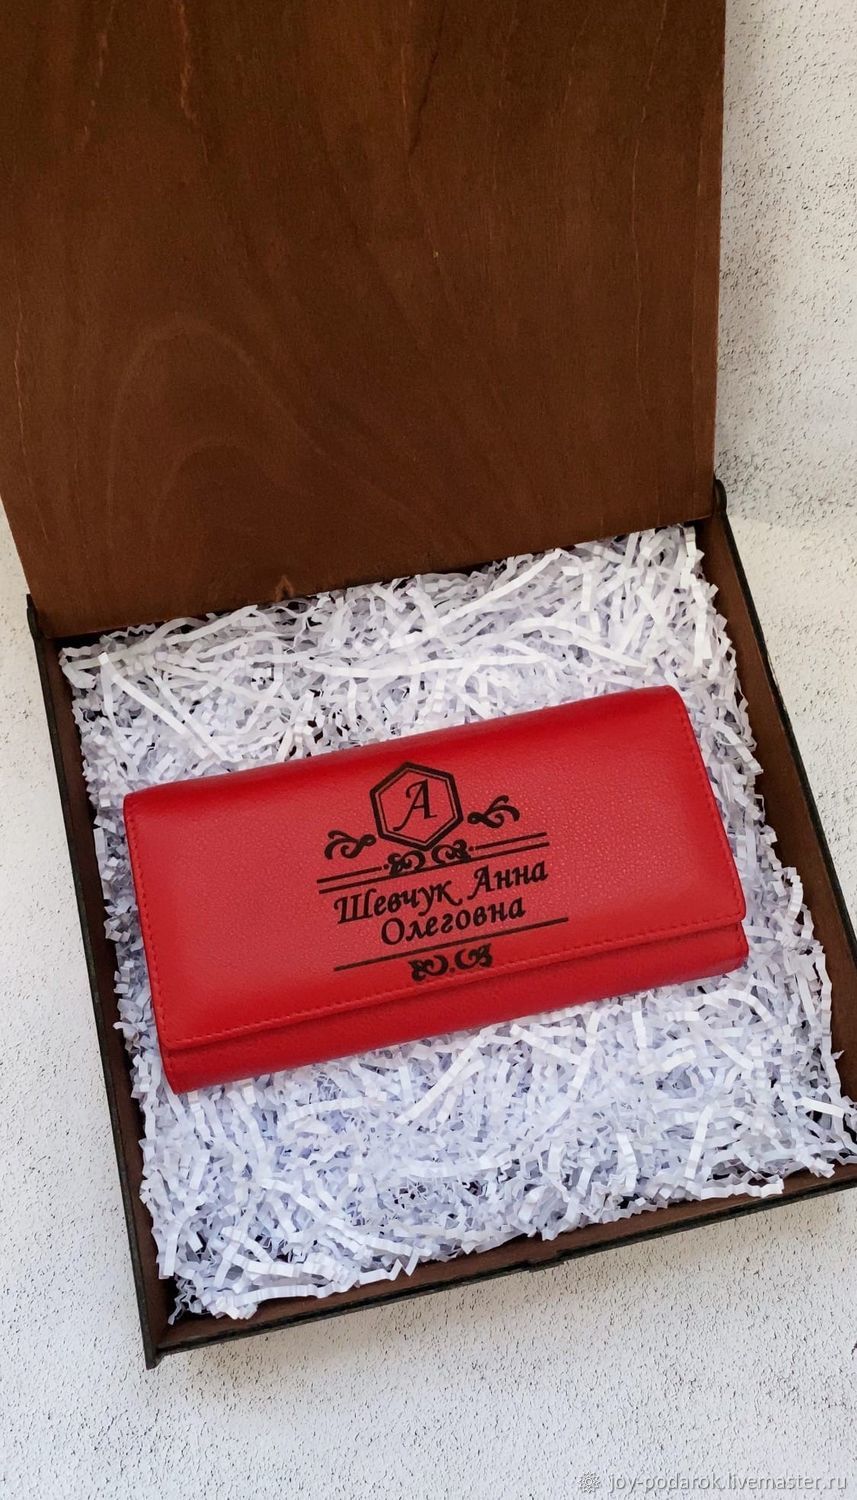 А
Шевчук Анна
Олеговна
joy-podarok.livemaster.ru